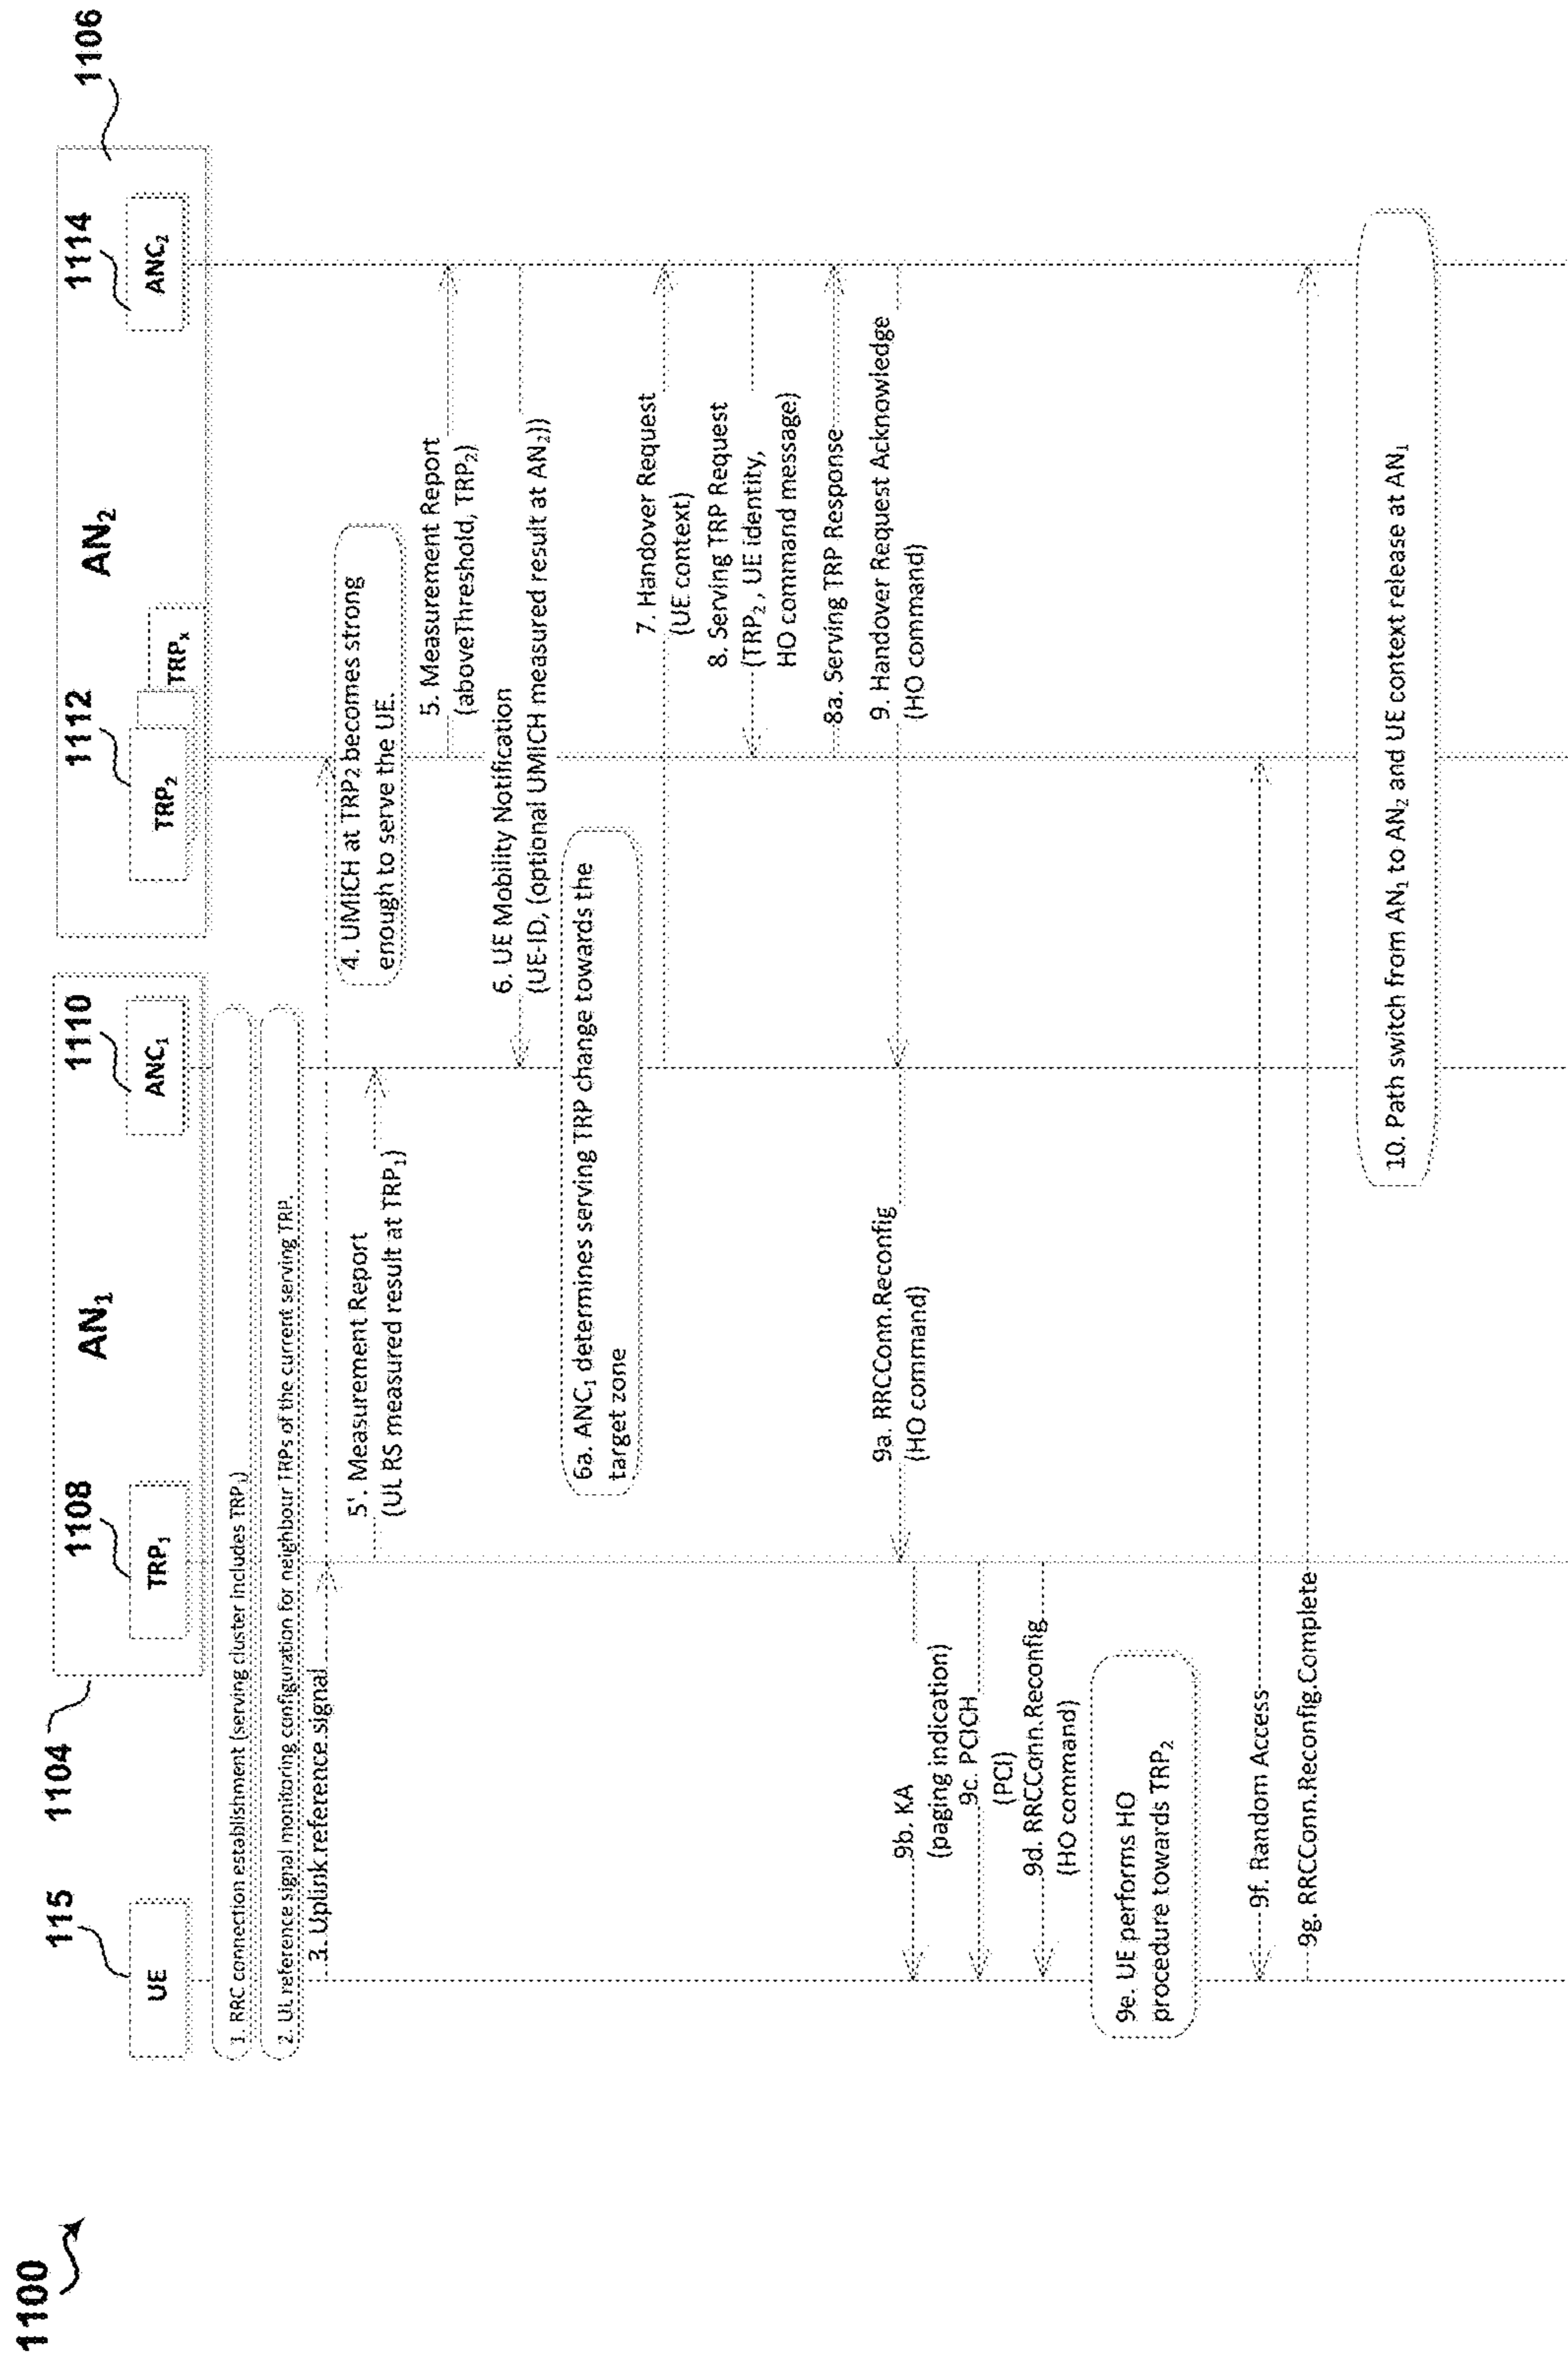 1100
115
1104
1108
1110
1112
1114
1106
AN₁
AN₂
UE
TRP₁
ANC₁
TRP₂
TRPₓ
ANC₂
1. RRC connection establishment (serving cluster includes TRP₁)
2. UL reference signal monitoring configuration for neighbour TRPs of the current serving TRP.
3. Uplink reference signal
4. UMICH at TRP₂ becomes strong
enough to serve the UE.
5'. Measurement Report
(UL RS measured result at TRP₁)
5. Measurement Report
(aboveThreshold, TRP₂)
6. UE Mobility Notification
(UE-ID, (optional UMICH measured result at AN₂))
6a. ANC₁ determines serving TRP change towards the
target zone
7. Handover Request
(UE context)
8. Serving TRP Request
(TRP₂, UE identity,
HO command message)
8a. Serving TRP Response
9. Handover Request Acknowledge
(HO command)
9a. RRCConn.Reconfig
(HO command)
9b. KA
(paging indication)
9c. PCICH
(PCI)
9d. RRCConn.Reconfig
(HO command)
9e. UE performs HO
procedure towards TRP₂
9f. Random Access
9g. RRCConn.Reconfig.Complete
10. Path switch from AN₁ to AN₂ and UE context release at AN₁